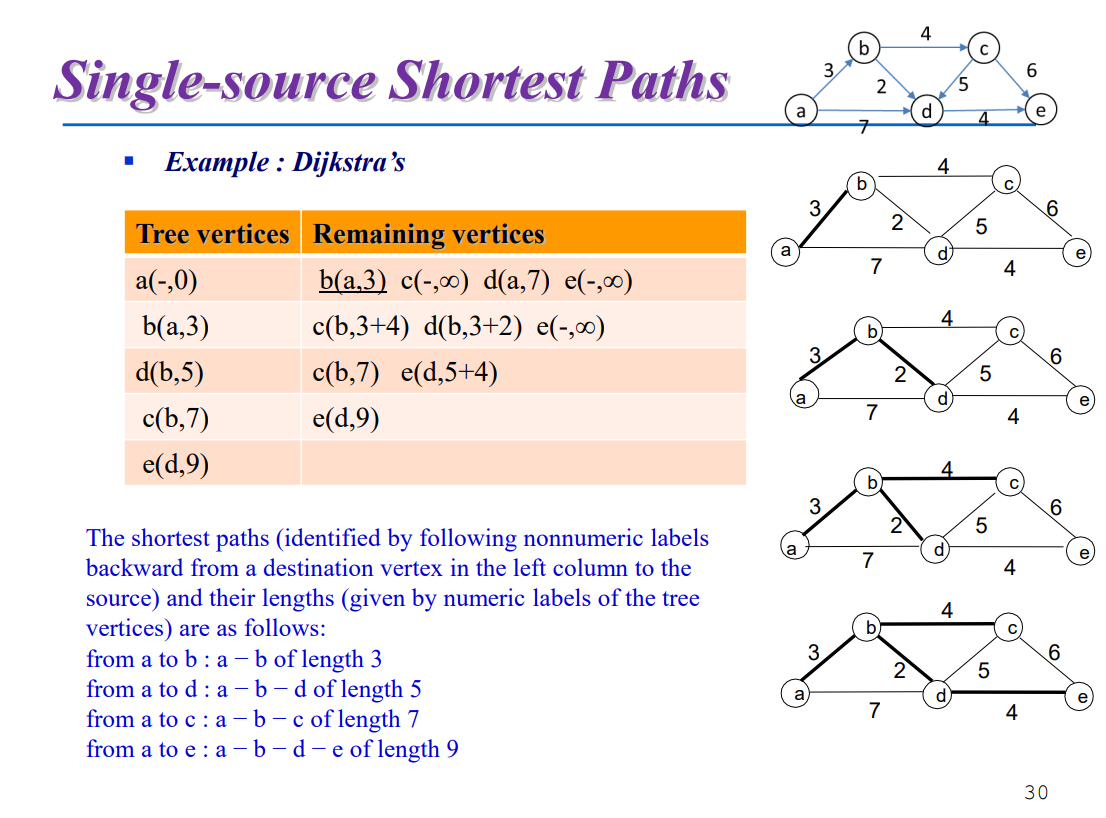 Single-source Shortest Paths
b 4 c
3 2 5 6
a d e
7 4
▪ Example : Dijkstra’s
Tree vertices Remaining vertices
a(-,0) b(a,3) c(-,∞) d(a,7) e(-,∞)
b(a,3) c(b,3+4) d(b,3+2) e(-,∞)
d(b,5) c(b,7) e(d,5+4)
c(b,7) e(d,9)
e(d,9)
4
b c
3 2 5 6
a d e
7 4
4
b c
3 2 5 6
a d e
7 4
4
b c
3 2 5 6
a d e
7 4
4
b c
3 2 5 6
a d e
7 4
The shortest paths (identified by following nonnumeric labels
backward from a destination vertex in the left column to the
source) and their lengths (given by numeric labels of the tree
vertices) are as follows:
from a to b : a − b of length 3
from a to d : a − b − d of length 5
from a to c : a − b − c of length 7
from a to e : a − b − d − e of length 9
30